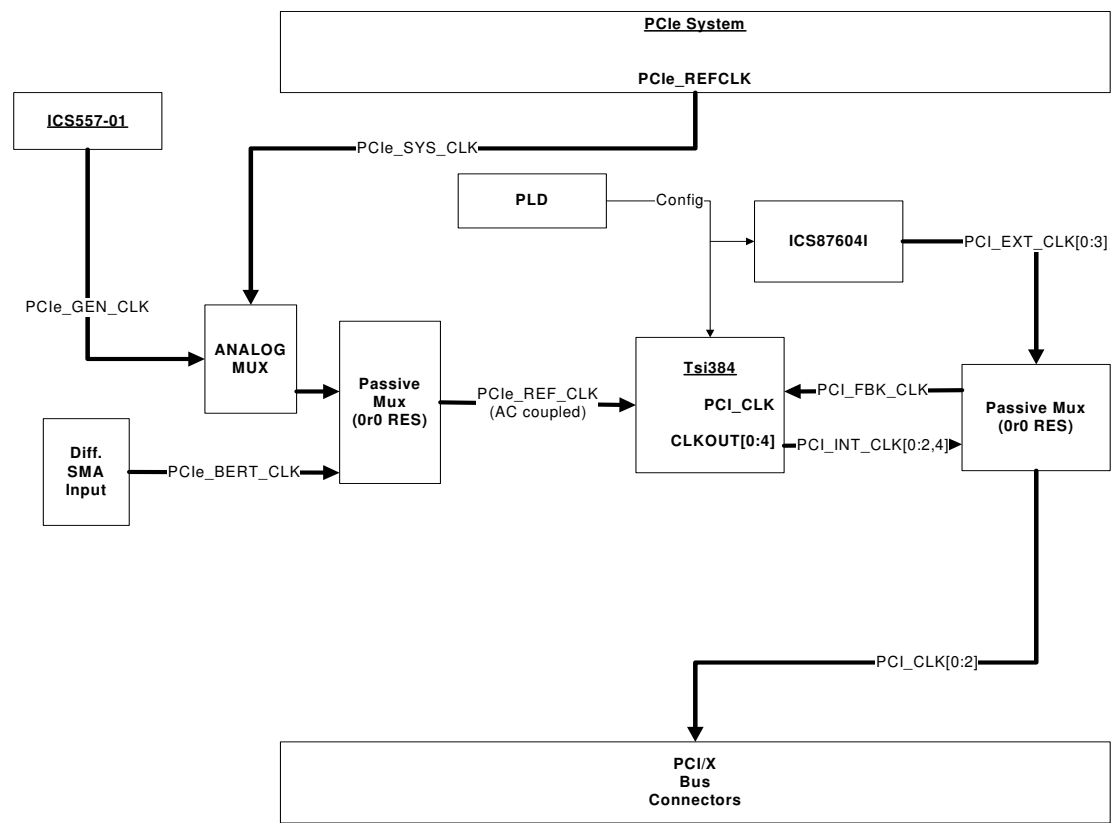 PCIe System
PCIe_REFCLK
ICS557-01
PCIe_SYS_CLK
PLD
Config
ICS87604I
PCI_EXT_CLK[0:3]
PCIe_GEN_CLK
ANALOG
MUX
Passive
Mux
(0r0 RES)
PCIe_REF_CLK
(AC coupled)
Tsi384
PCI_CLK
CLKOUT[0:4]
PCI_FBK_CLK
PCI_INT_CLK[0:2,4]
Passive Mux
(0r0 RES)
Diff.
SMA
Input
PCIe_BERT_CLK
PCI_CLK[0:2]
PCI/X
Bus
Connectors